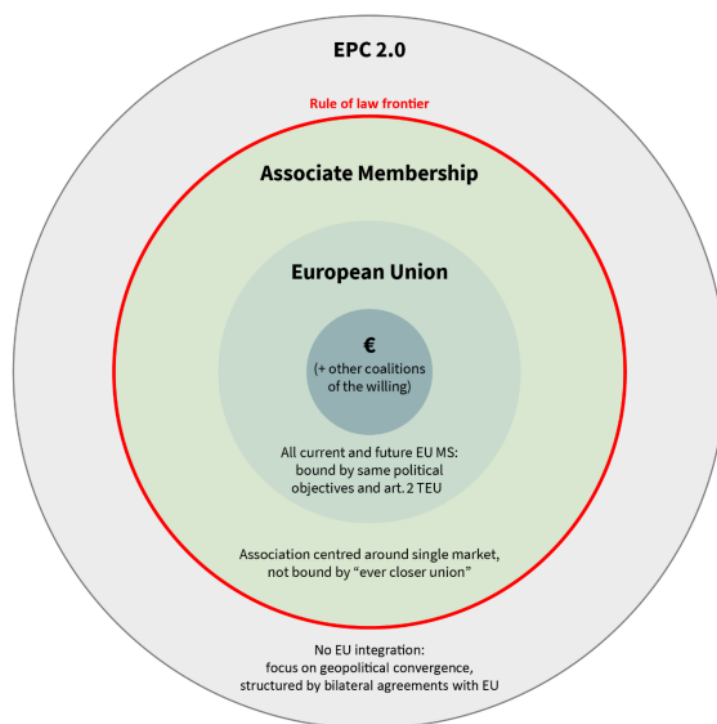 EPC 2.0
Rule of law frontier
Associate Membership
European Union
€
(+ other coalitions
of the willing)
All current and future EU MS:
bound by same political
objectives and art. 2 TEU
Association centred around single market,
not bound by “ever closer union”
No EU integration:
focus on geopolitical convergence,
structured by bilateral agreements with EU